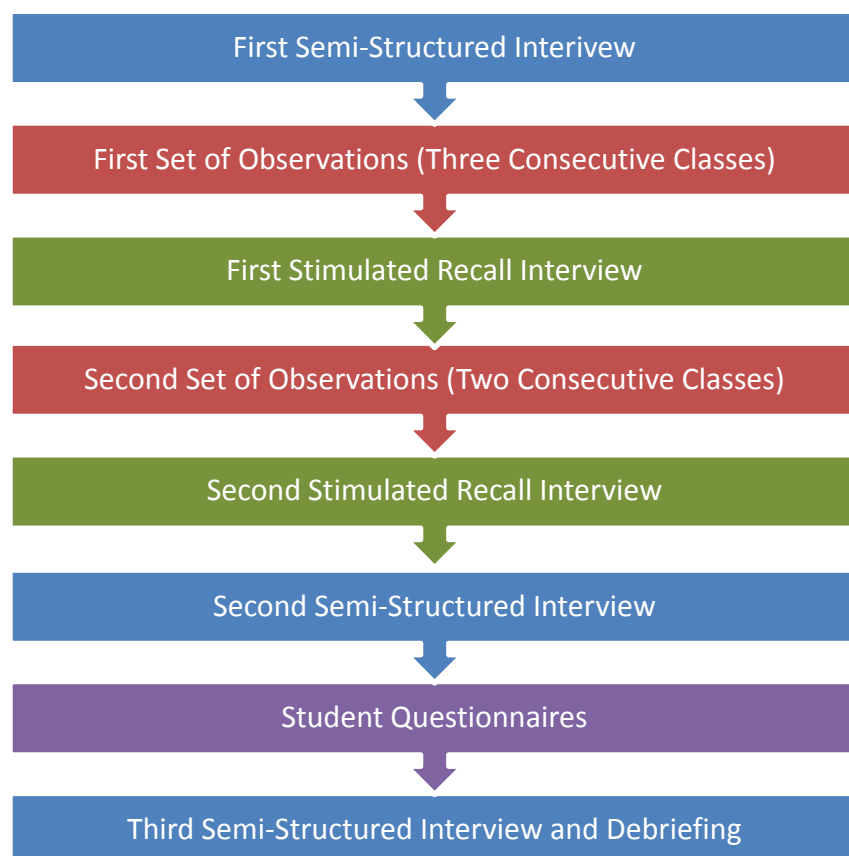 First Semi-Structured Interivew
First Set of Observations (Three Consecutive Classes)
First Stimulated Recall Interview
Second Set of Observations (Two Consecutive Classes)
Second Stimulated Recall Interview
Second Semi-Structured Interview
Student Questionnaires
Third Semi-Structured Interview and Debriefing